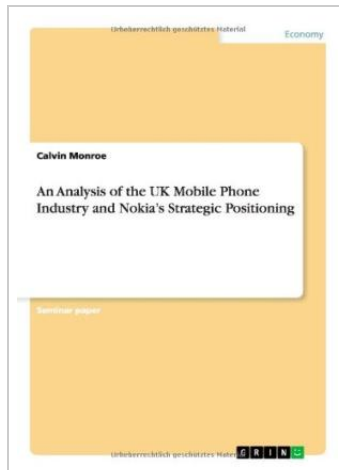 Urheberrechtlich geschütztes Material
Economy
Calvin Monroe
An Analysis of the UK Mobile Phone
Industry and Nokia's Strategic Positioning
Seminar paper
Urheberrechtlich geschütztes Mater
GRIN